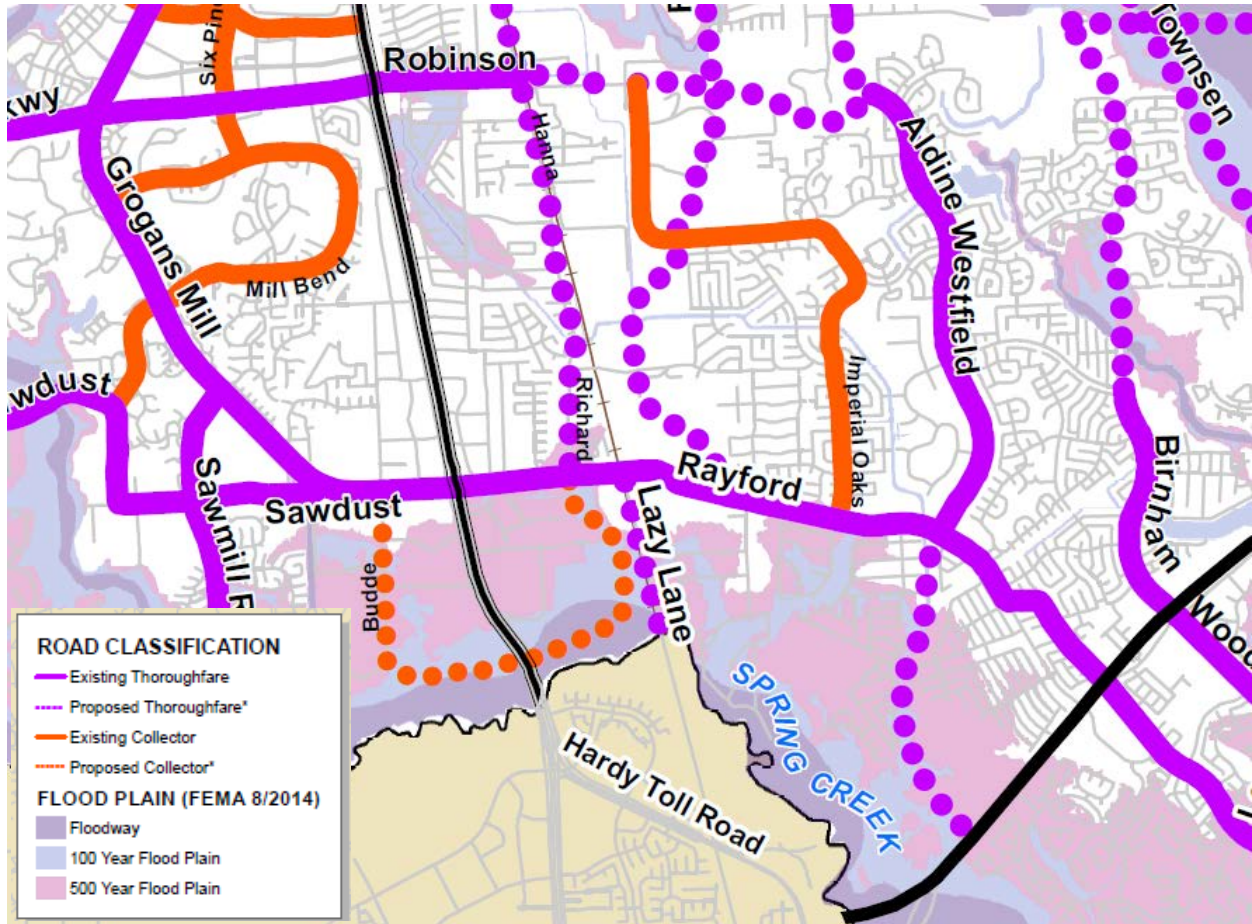 Six Pine
Robinson
Townsen
kwy
Hanna
Aldine Westfield
Grogans Mill
Mill Bend
wdust
Richard
Imperial Oaks
Rayford
Birnham
Sawdust
Sawmill R
Lazy Lane
Budde
Wood
SPRING CREEK
Hardy Toll Road
ROAD CLASSIFICATION
Existing Thoroughfare
Proposed Thoroughfare*
Existing Collector
Proposed Collector*
FLOOD PLAIN (FEMA 8/2014)
Floodway
100 Year Flood Plain
500 Year Flood Plain